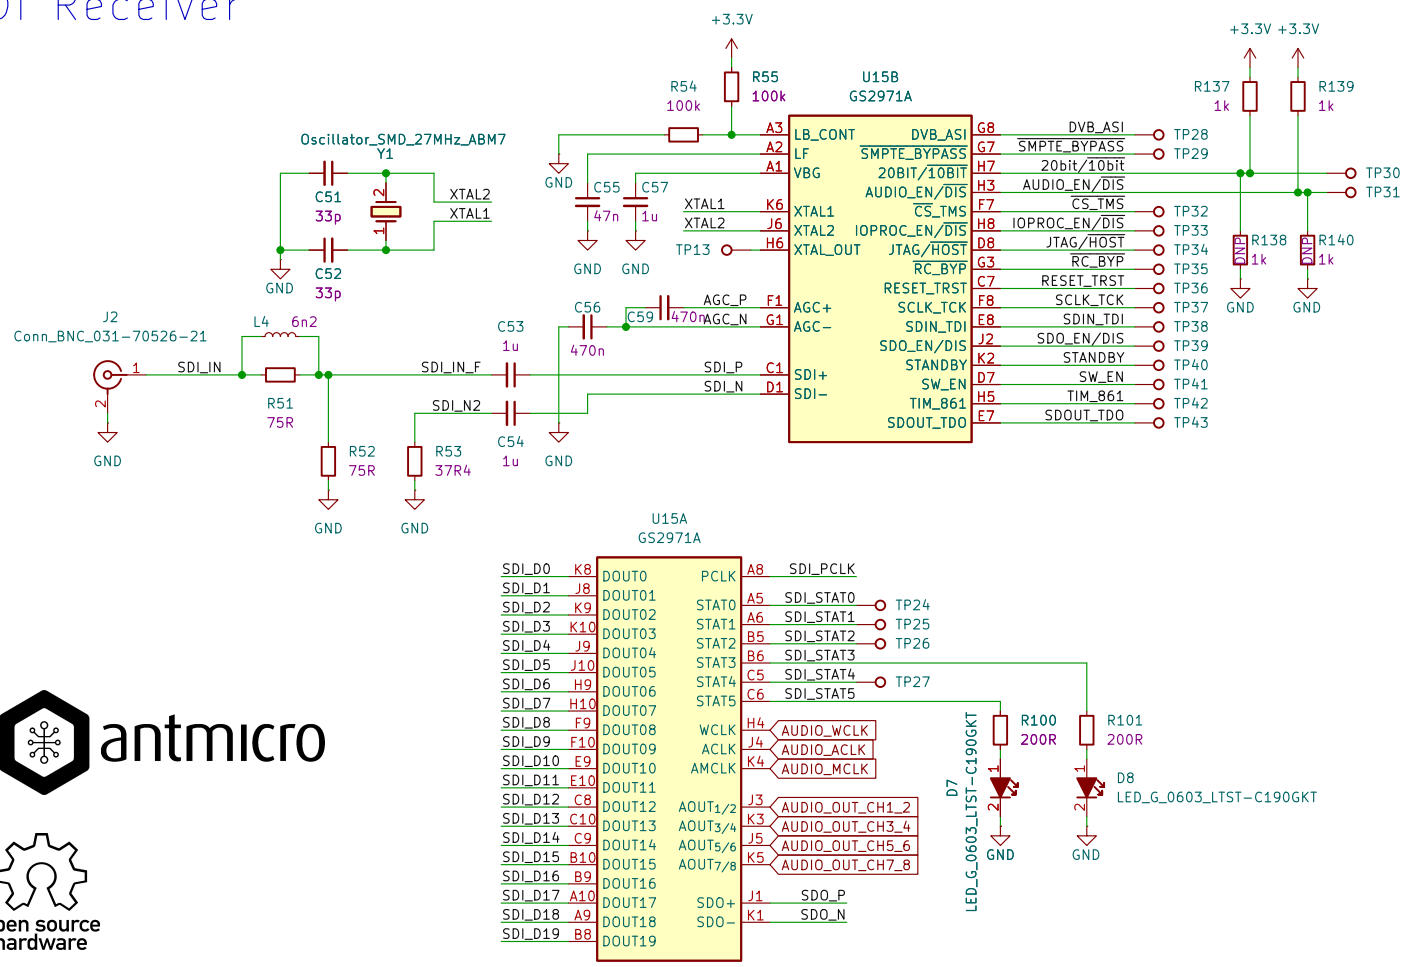 DI Receiver
+3.3V
R54
100k
R55
100k
U15B
GS2971A
+3.3V +3.3V
R137
1k
R139
1k
Oscillator_SMD_27MHz_ABM7
Y1
C51
33p
2
1
C52
33p
GND
XTAL2
XTAL1
GND
C55
47n
C57
1u
GND
GND
XTAL1
XTAL2
TP13
C56
470n
C59
470n
AGC_P
AGC_N
A3 LB_CONT
A2 LF
A1 VBG
K6 XTAL1
J6 XTAL2
H6 XTAL_OUT
F1 AGC+
G1 AGC-
C1 SDI+
D1 SDI-
DVB_ASI G8 DVB_ASI TP28
SMPTE_BYPASS G7 SMPTE_BYPASS TP29
20BIT/10BIT H7 20bit/10bit TP30
AUDIO_EN/DIS H3 AUDIO_EN/DIS TP31
CS_TMS F7 CS_TMS TP32
IOPROC_EN/DIS H8 IOPROC_EN/DIS TP33
JTAG/HOST D8 JTAG/HOST TP34
RC_BYP G3 RC_BYP TP35
RESET_TRST C7 RESET_TRST TP36
SCLK_TCK F8 SCLK_TCK TP37
SDIN_TDI E8 SDIN_TDI TP38
SDO_EN/DIS J2 SDO_EN/DIS TP39
STANDBY K2 STANDBY TP40
SW_EN D7 SW_EN TP41
TIM_861 H5 TIM_861 TP42
SDOUT_TDO E7 SDOUT_TDO TP43
R138
DNP
1k
GND
R140
DNP
1k
GND
J2
Conn_BNC_031-70526-21
1
2
GND
SDI_IN
L4
6n2
R51
75R
R52
75R
GND
SDI_IN_F
SDI_N2
R53
37R4
GND
C53
1u
C54
1u
SDI_P
SDI_N
GND
U15A
GS2971A
SDI_D0 K8 DOUT0
SDI_D1 J8 DOUT01
SDI_D2 K9 DOUT02
SDI_D3 K10 DOUT03
SDI_D4 J9 DOUT04
SDI_D5 J10 DOUT05
SDI_D6 H9 DOUT06
SDI_D7 H10 DOUT07
SDI_D8 F9 DOUT08
SDI_D9 F10 DOUT09
SDI_D10 E9 DOUT10
SDI_D11 E10 DOUT11
SDI_D12 C8 DOUT12
SDI_D13 C10 DOUT13
SDI_D14 C9 DOUT14
SDI_D15 B10 DOUT15
SDI_D16 B9 DOUT16
SDI_D17 A10 DOUT17
SDI_D18 A9 DOUT18
SDI_D19 B8 DOUT19
PCLK A8 SDI_PCLK
STAT0 A5 SDI_STAT0 TP24
STAT1 A6 SDI_STAT1 TP25
STAT2 B5 SDI_STAT2 TP26
STAT3 B6 SDI_STAT3
STAT4 C5 SDI_STAT4 TP27
STAT5 C6 SDI_STAT5
WCLK H4 AUDIO_WCLK
ACLK J4 AUDIO_ACLK
AMCLK K4 AUDIO_MCLK
AOUT1/2 J3 AUDIO_OUT_CH1_2
AOUT3/4 K3 AUDIO_OUT_CH3_4
AOUT5/6 J5 AUDIO_OUT_CH5_6
AOUT7/8 K5 AUDIO_OUT_CH7_8
SDO+ J1 SDO_P
SDO- K1 SDO_N
R100
200R
R101
200R
D7
LED_G_0603_LTST-C190GKT
1
2
GND
1
2
D8
LED_G_0603_LTST-C190GKT
GND
antmicro
pen source
hardware